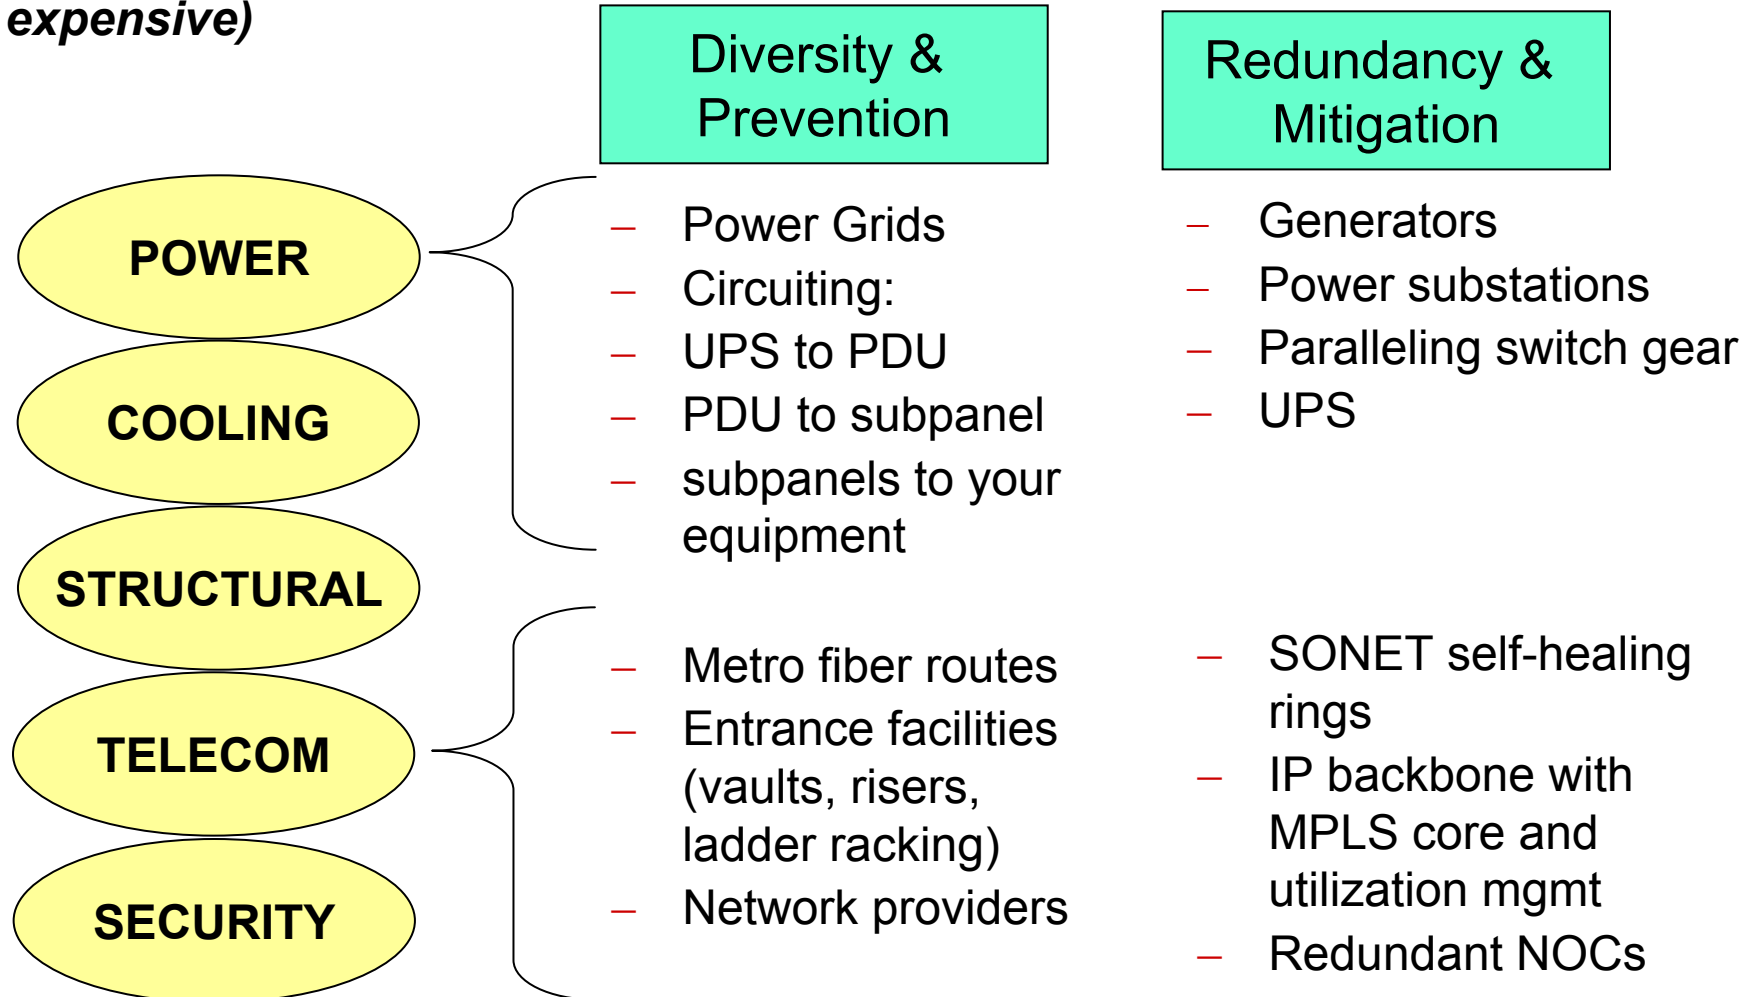 expensive)
Diversity &
Prevention
Redundancy &
Mitigation
POWER
COOLING
STRUCTURAL
TELECOM
SECURITY
– Power Grids
– Circuiting:
– UPS to PDU
– PDU to subpanel
– subpanels to your
equipment
– Generators
– Power substations
– Paralleling switch gear
– UPS
– Metro fiber routes
– Entrance facilities
(vaults, risers,
ladder racking)
– Network providers
– SONET self-healing
rings
– IP backbone with
MPLS core and
utilization mgmt
– Redundant NOCs